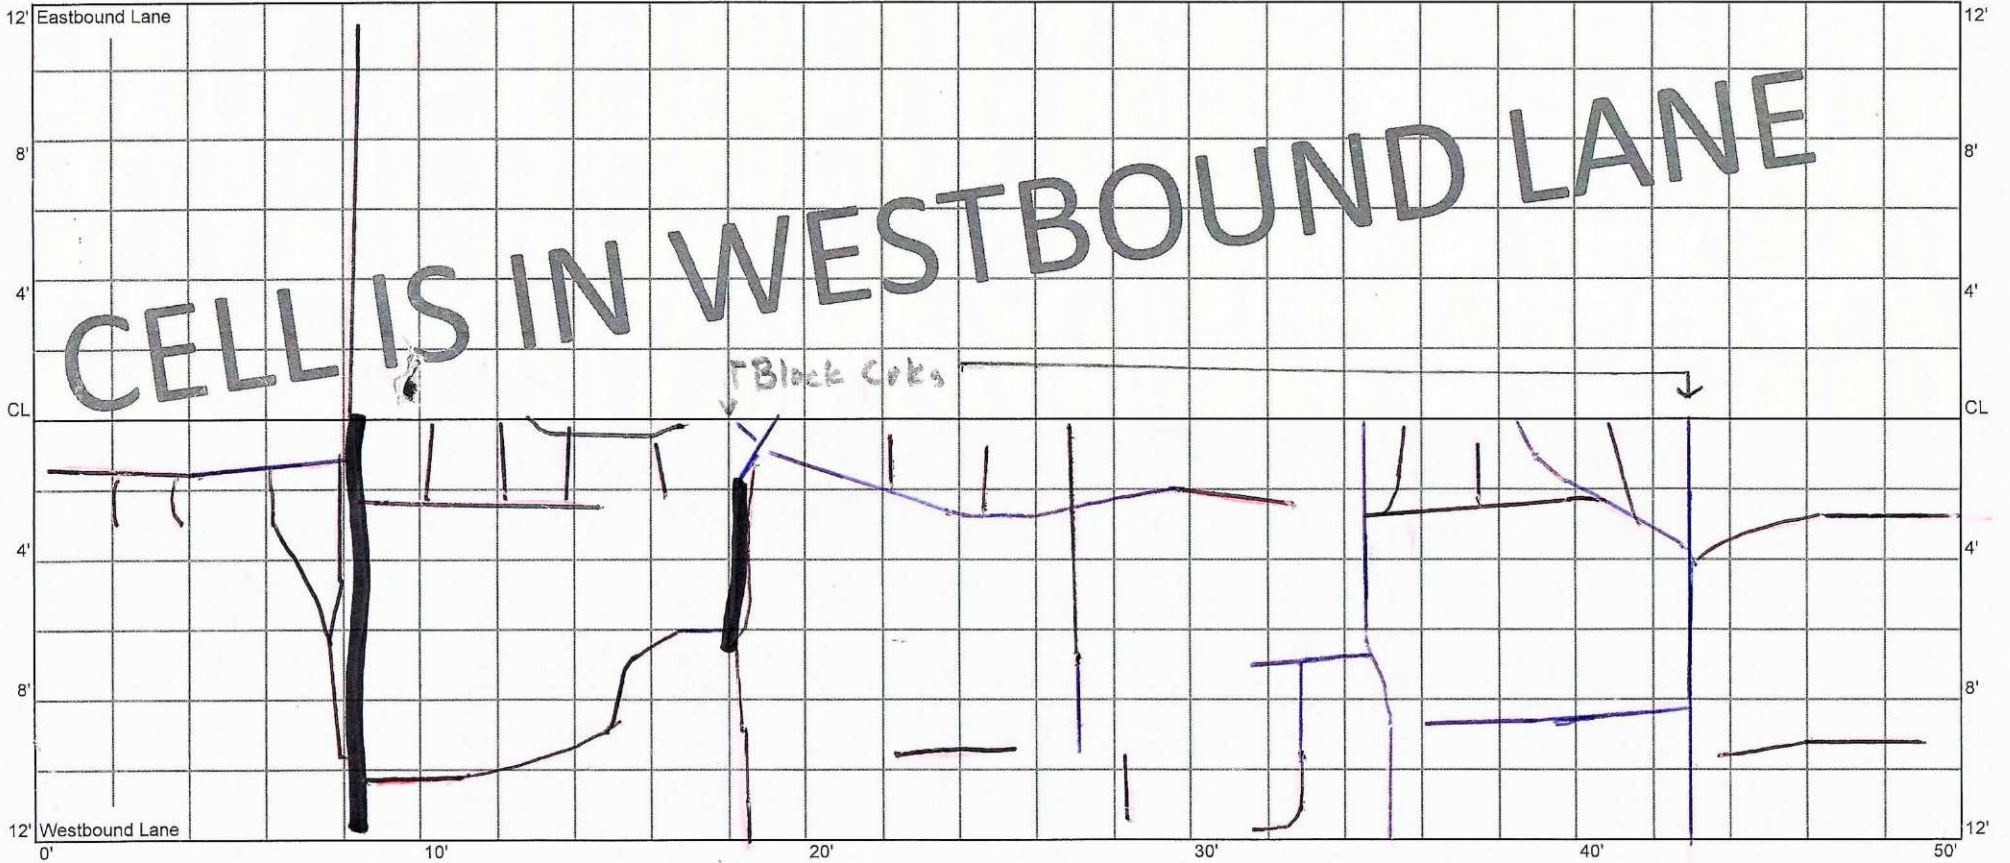 12' Eastbound Lane 12'
8' 8'
CELL IS IN WESTBOUND LANE
4' 4'
Block Crks
CL CL
4' 4'
8' 8'
12' Westbound Lane 12'
0' 10' 20' 30' 40' 50'